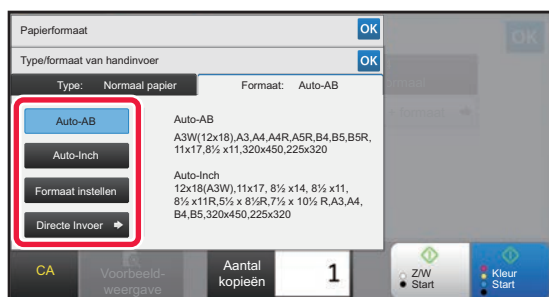 Papierformaat
OK
OK
Type/formaat van handinvoer
OK
Type: Normaal papier
Formaat: Auto-AB
Auto-AB
Auto-Inch
Formaat instellen
Directe Invoer
Auto-AB
A3W(12x18),A3,A4,A4R,A5R,B4,B5,B5R,
11x17,8½ x11,320x450,225x320
Auto-Inch
12x18(A3W),11x17, 8½ x14, 8½ x11,
8½ x11R,5½ x 8½R,7½ x 10½ R,A3,A4,
B4,B5,320x450,225x320
CA
Voorbeeld-
weergave
Aantal
kopieën
1
Z/W
Start
Kleur
Start